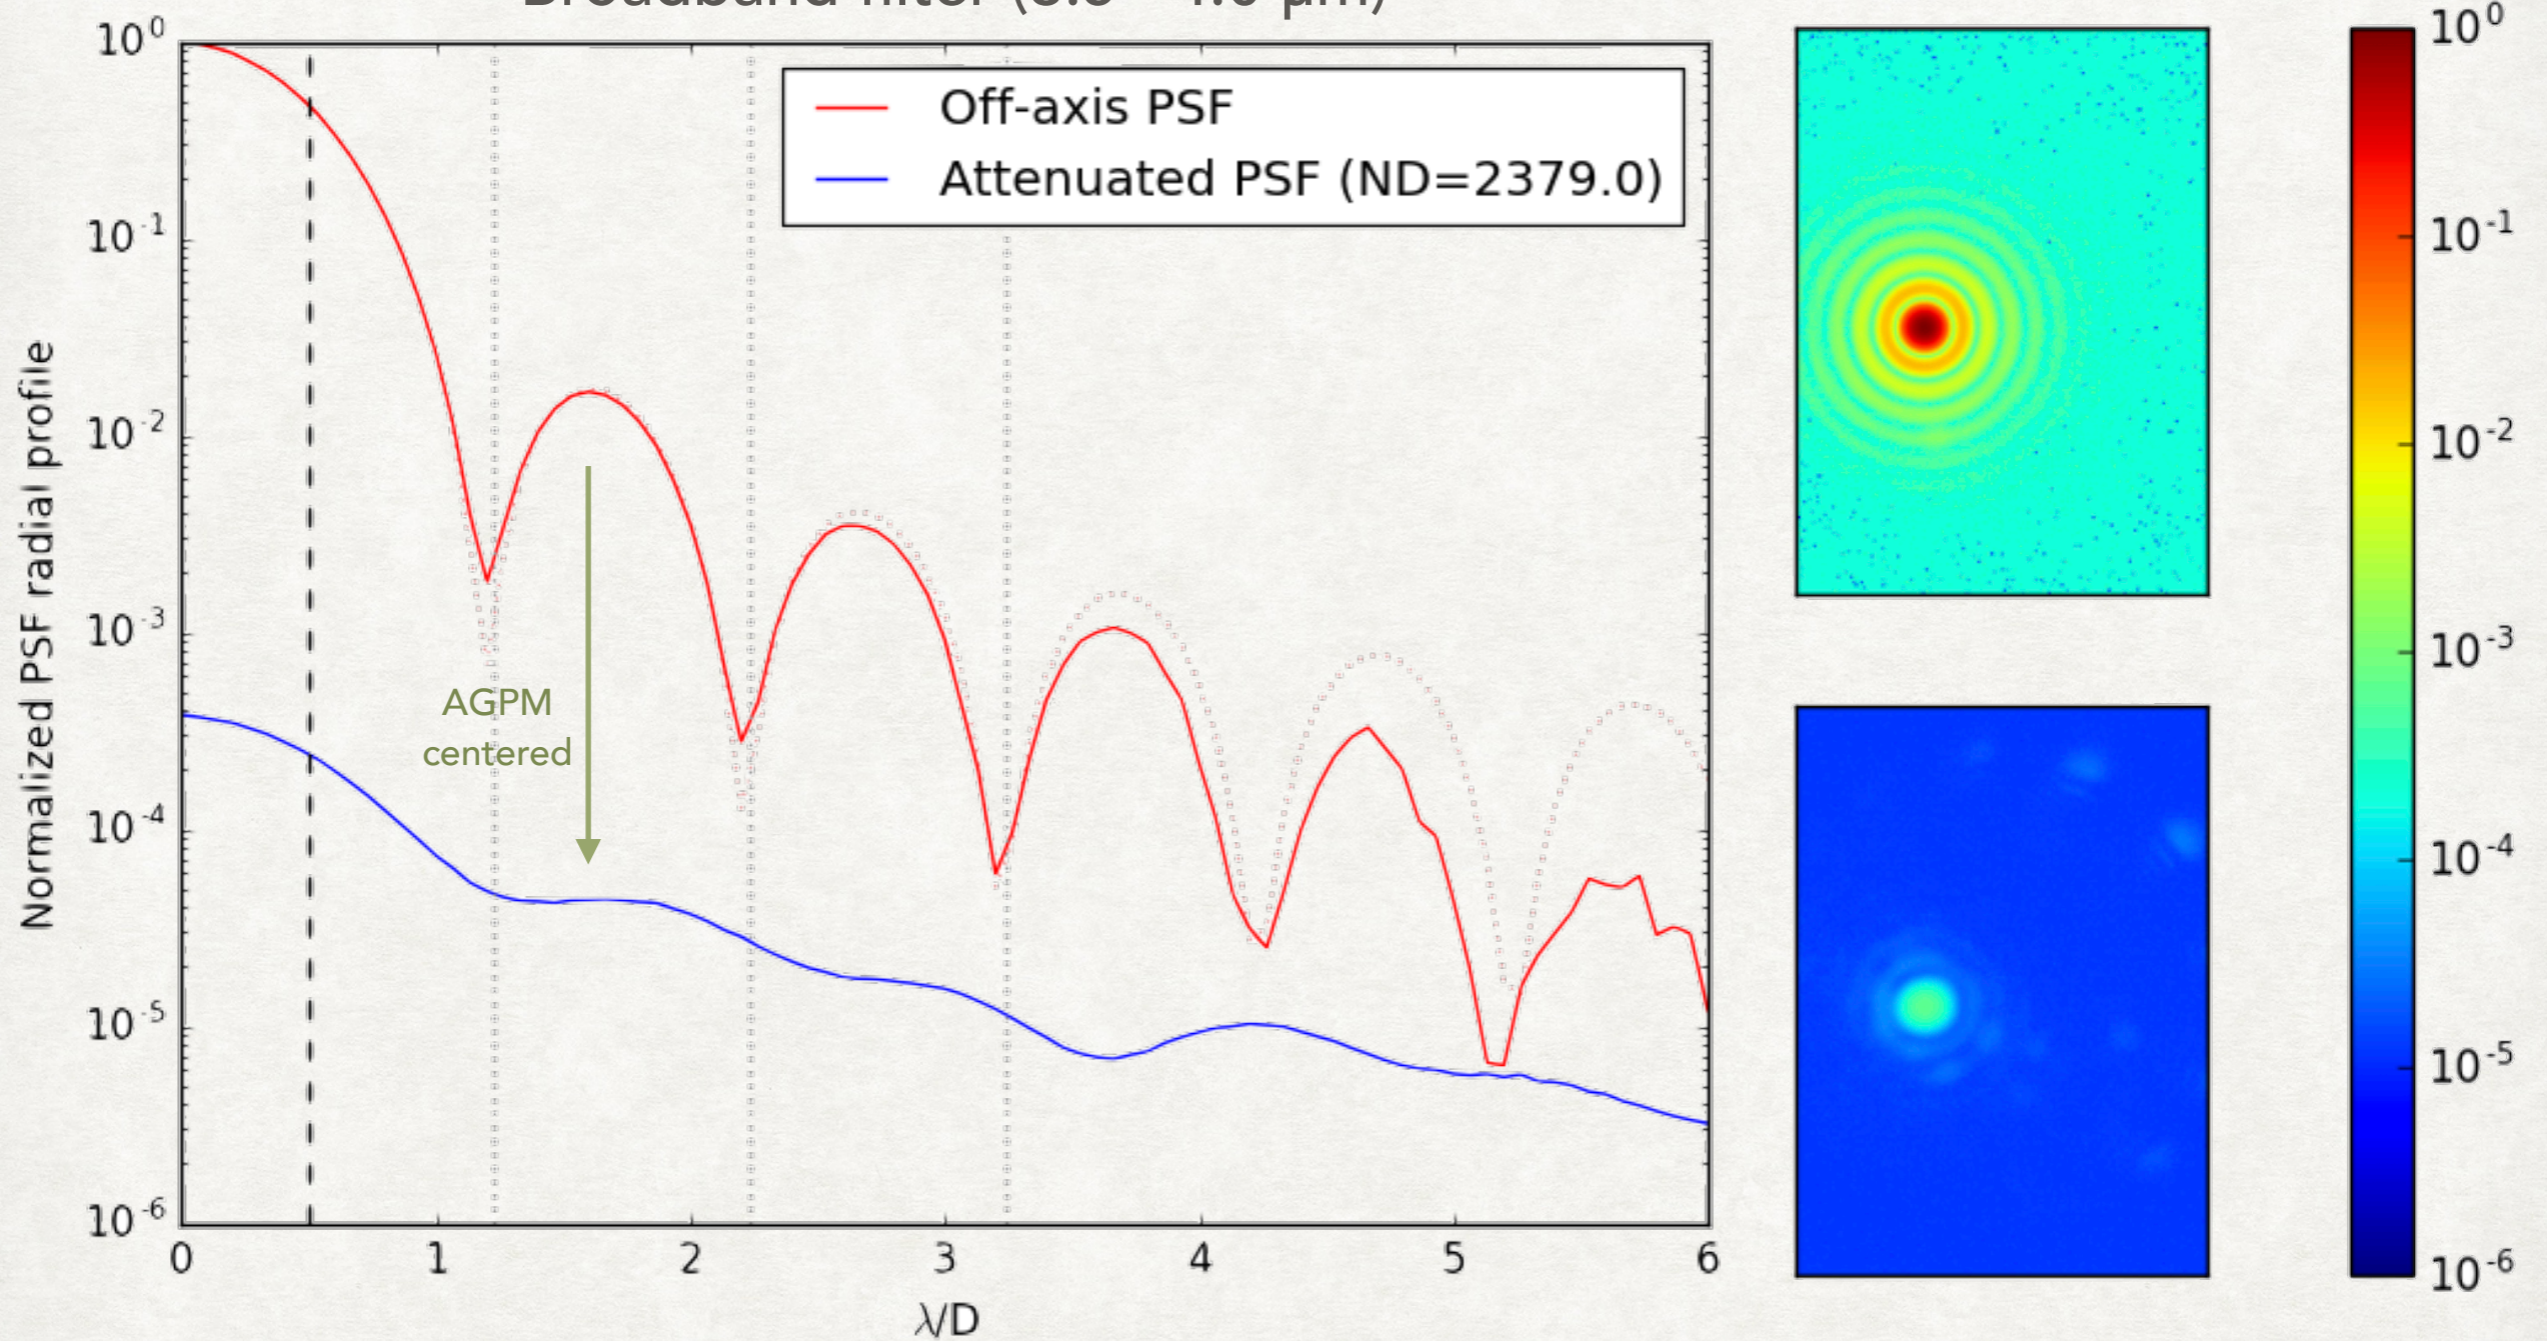 Broadband filter
Off-axis PSF
Attenuated PSF (ND=2379.0)
AGPM
centered
Normalized PSF radial profile
10^0
10^-1
10^-2
10^-3
10^-4
10^-5
10^-6
0 1 2 3 4 5 6
λ/D
10^0
10^-1
10^-2
10^-3
10^-4
10^-5
10^-6